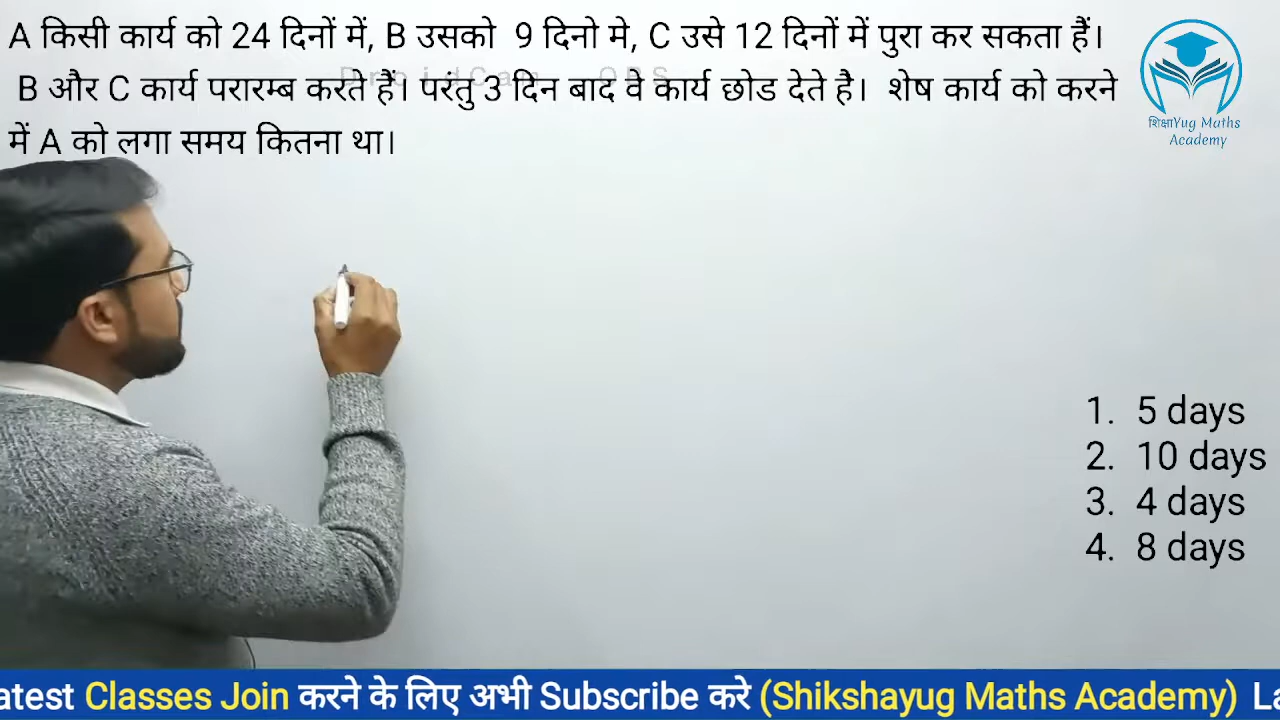 A किसी कार्य को 24 दिनों में, B उसको 9 दिनो मे, C उसे 12 दिनों में पुरा कर सकता हैं।
B और C कार्य परारम्ब करते हैं। परंतु 3 दिन बाद वे कार्य छोड देते है। शेष कार्य को करने
में A को लगा समय कितना था।
DroidCam OBS
शिक्षाYug Maths
Academy
1. 5 days
2. 10 days
3. 4 days
4. 8 days
atest Classes Join करने के लिए अभी Subscribe करे (Shikshayug Maths Academy) La